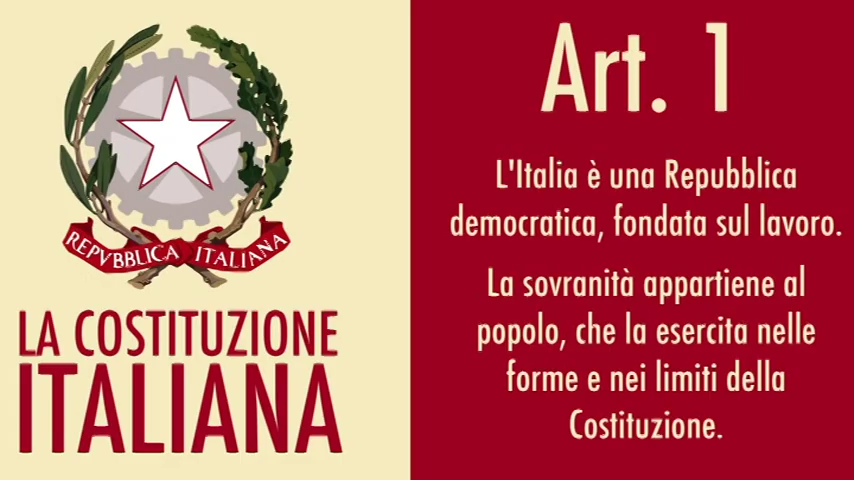 REPVBBLICA ITALIANA
LA COSTITUZIONE
ITALIANA
Art. 1
L'Italia è una Repubblica
democratica, fondata sul lavoro.
La sovranità appartiene al
popolo, che la esercita nelle
forme e nei limiti della
Costituzione.